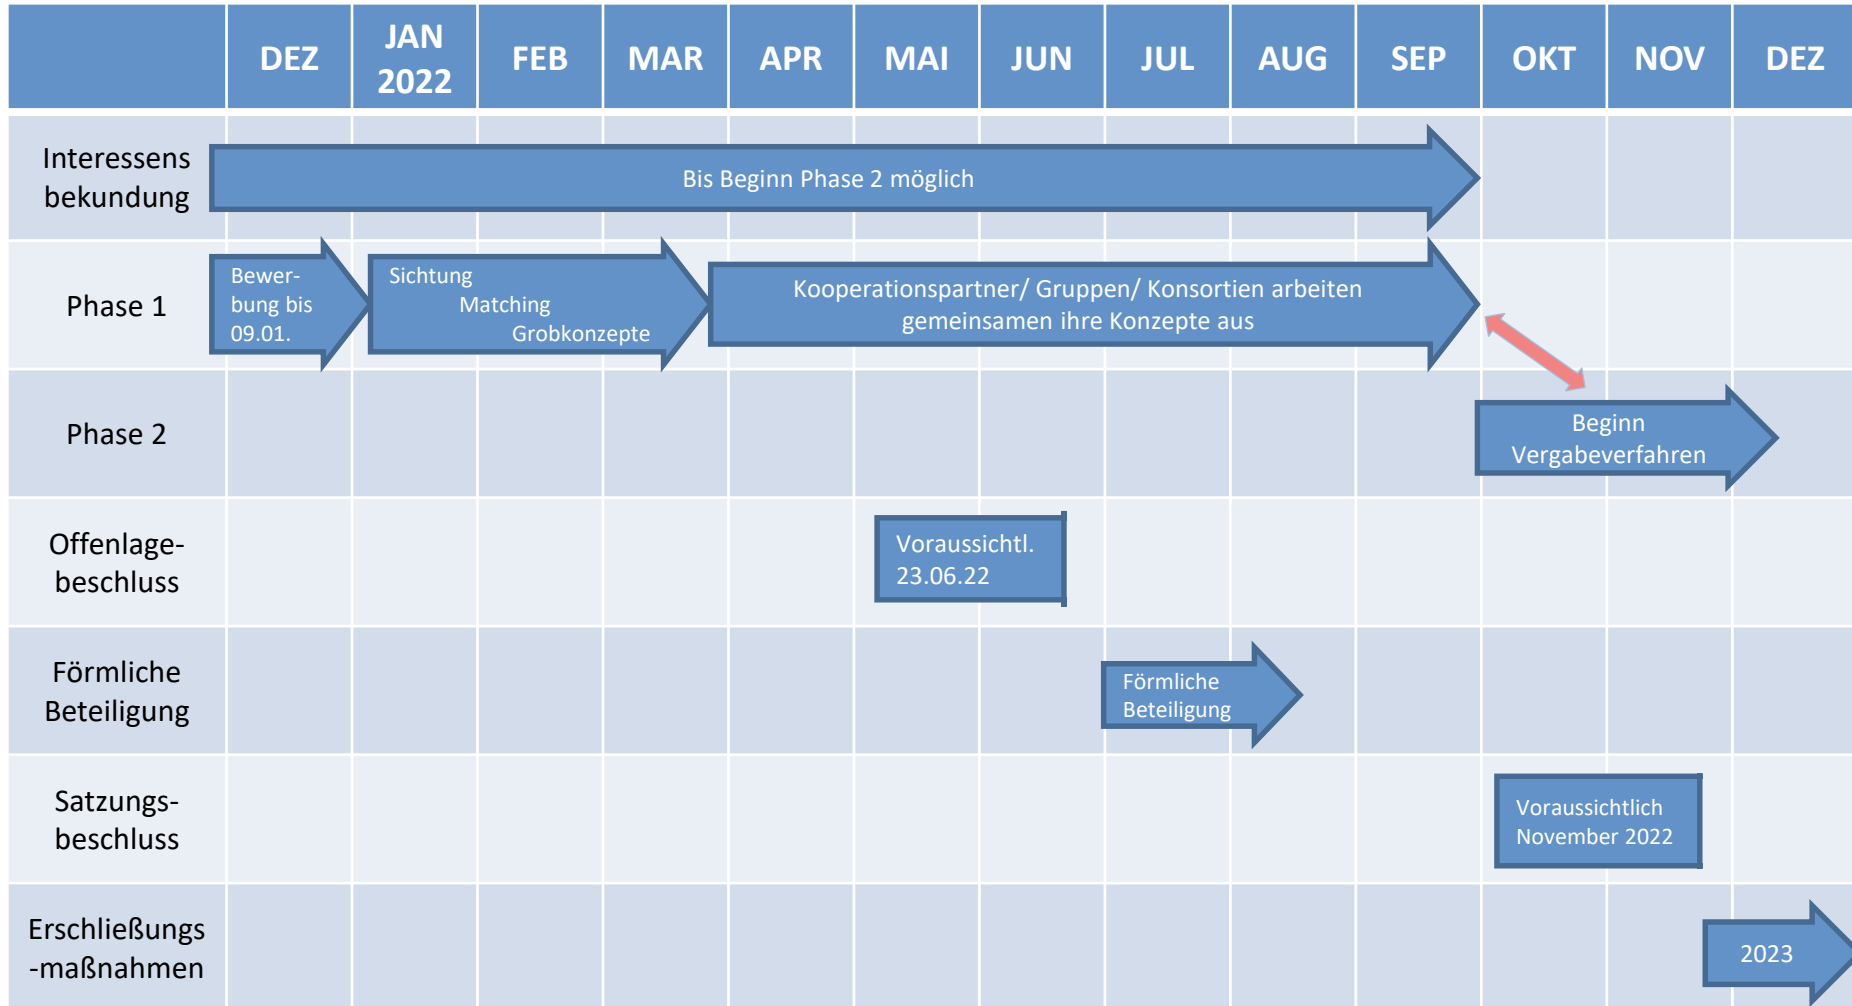 DEZ
JAN
2022
FEB
MAR
APR
MAI
JUN
JUL
AUG
SEP
OKT
NOV
DEZ
Interessens
bekundung
Bis Beginn Phase 2 möglich
Phase 1
Bewer-
bung bis
09.01.
Sichtung
Matching
Grobkonzepte
Kooperationspartner/ Gruppen/ Konsortien arbeiten
gemeinsamen ihre Konzepte aus
Phase 2
Beginn
Vergabeverfahren
Offenlage-
beschluss
Voraussichtl.
23.06.22
Förmliche
Beteiligung
Förmliche
Beteiligung
Satzungs-
beschluss
Voraussichtlich
November 2022
Erschließungs
-maßnahmen
2023